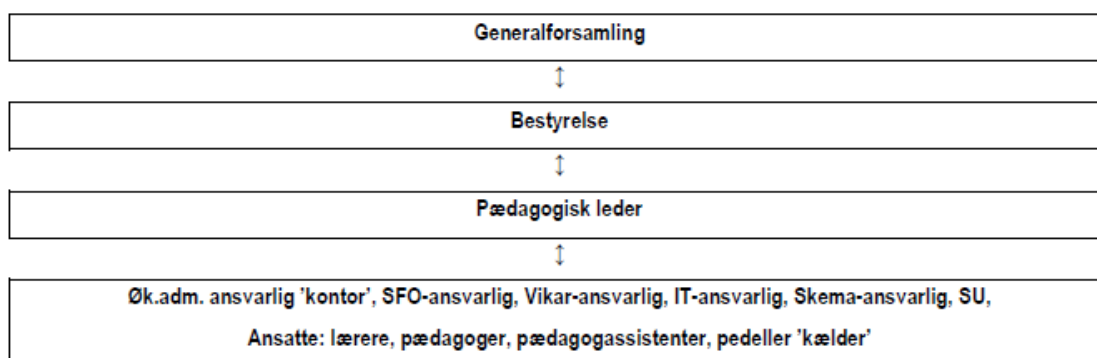 Generalforsamling
↕
Bestyrelse
↕
Pædagogisk leder
↕
Øk.adm. ansvarlig ’kontor’, SFO-ansvarlig, Vikar-ansvarlig, IT-ansvarlig, Skema-ansvarlig, SU,
Ansatte: lærere, pædagoger, pædagogassistenter, pedeller ’kælder’